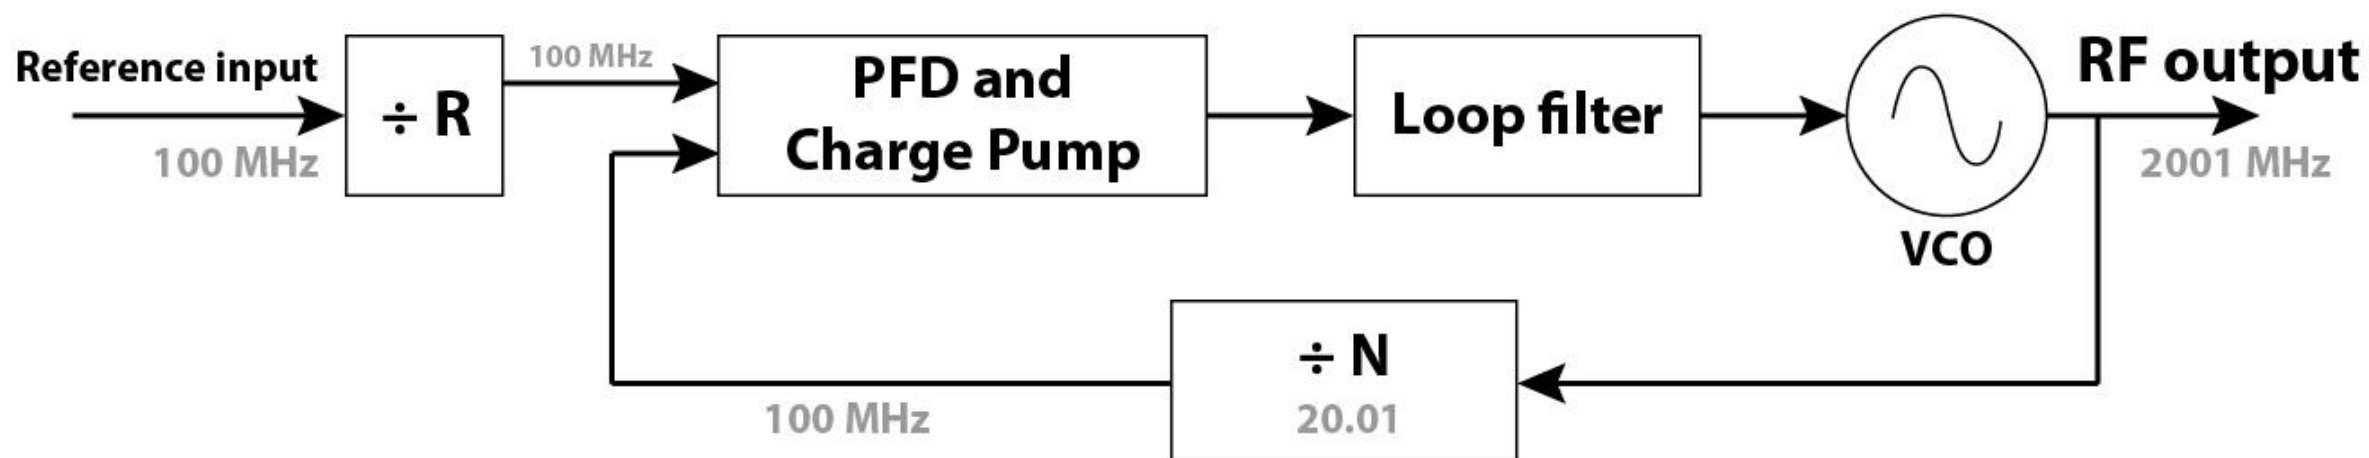 Reference input
100 MHz
÷ R
100 MHz
PFD and
Charge Pump
Loop filter
VCO
RF output
2001 MHz
÷ N
20.01
100 MHz